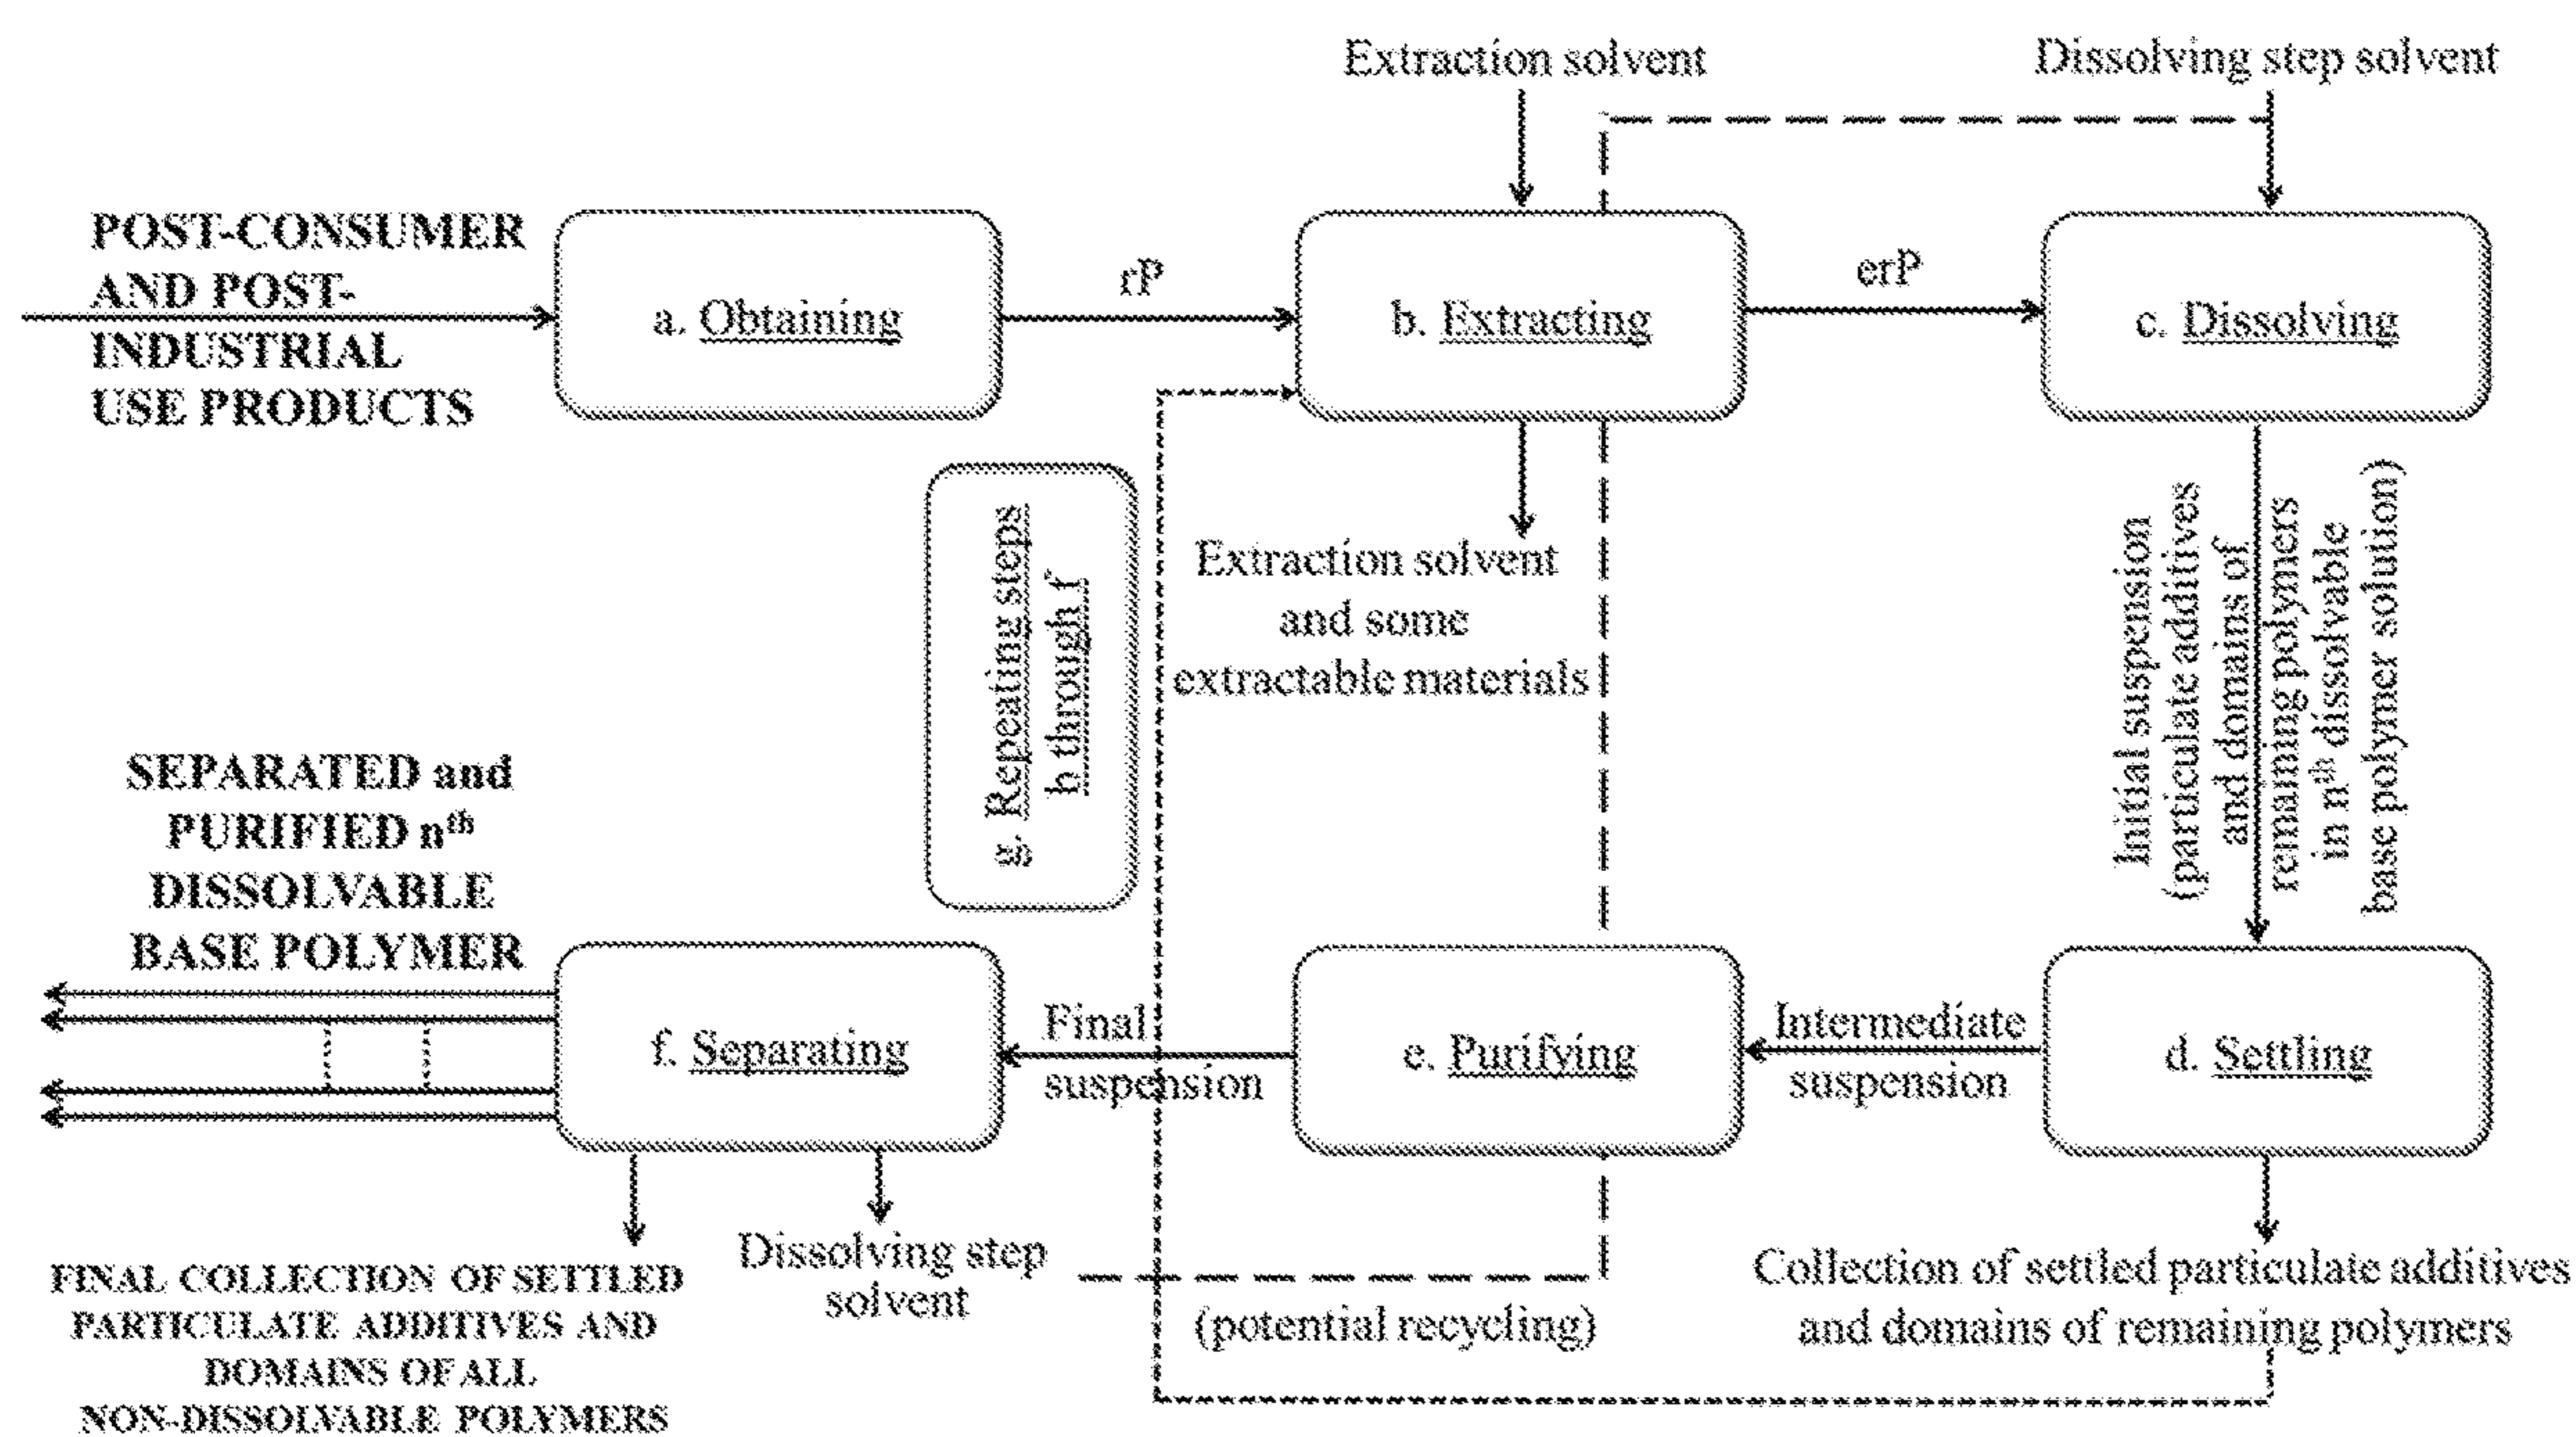 Extraction solvent
Dissolving step solvent
POST-CONSUMER
AND POST-
INDUSTRIAL
USE PRODUCTS
a. Obtaining
rP
b. Extracting
erP
c. Dissolving
g. Repeating steps
b through f
Extraction solvent
and some
extractable materials
Initial suspension
(particulate additives
and domains of
remaining polymers
in nth dissolvable
base polymer solution)
SEPARATED and
PURIFIED nth
DISSOLVABLE
BASE POLYMER
f. Separating
Final
suspension
e. Purifying
Intermediate
suspension
d. Settling
FINAL COLLECTION OF SETTLED
PARTICULATE ADDITIVES AND
DOMAINS OF ALL
NON-DISSOLVABLE POLYMERS
Dissolving step
solvent
(potential recycling)
Collection of settled particulate additives
and domains of remaining polymers